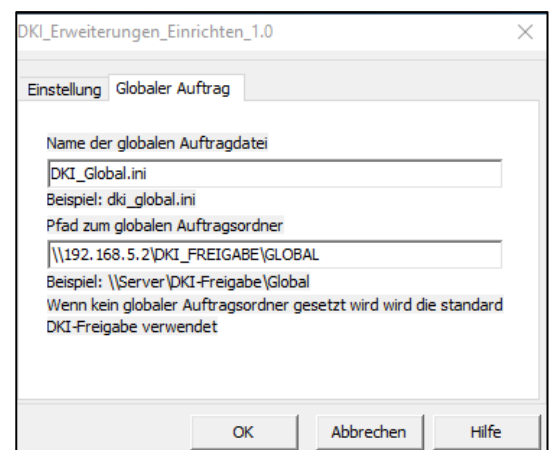 DKI_Erweiterungen_Einrichten_1.0
Einstellung Globaler Auftrag
Name der globalen Auftragdatei
DKI_Global.ini
Beispiel: dki_global.ini
Pfad zum globalen Auftragsordner
\\192.168.5.2\DKI_FREIGABE\GLOBAL
Beispiel: \\Server\DKI-Freigabe\Global
Wenn kein globaler Auftragsordner gesetzt wird wird die standard
DKI-Freigabe verwendet
OK Abbrechen Hilfe